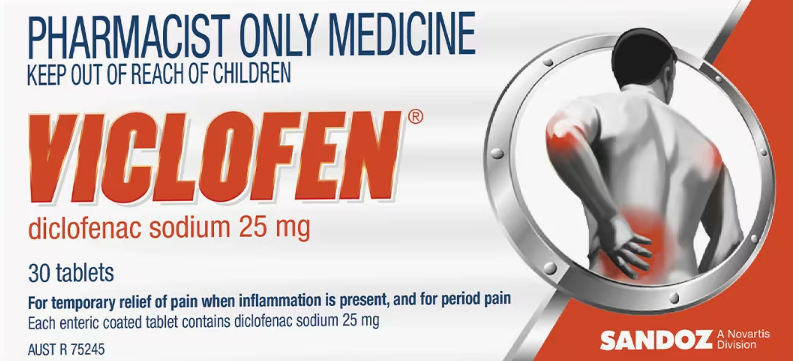 PHARMACIST ONLY MEDICINE
KEEP OUT OF REACH OF CHILDREN
VICLOFEN®
diclofenac sodium 25 mg
30 tablets
For temporary relief of pain when inflammation is present, and for period pain
Each enteric coated tablet contains diclofenac sodium 25 mg
AUST R 75245
SANDOZ A Novartis
Division